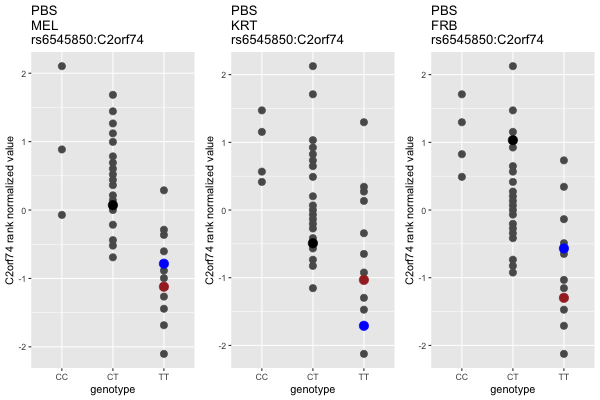 PBS
MEL
rs6545850:C2orf74
C2orf74 rank normalized value
2
1
0
-1
-2
CC
CT
TT
genotype
PBS
KRT
rs6545850:C2orf74
C2orf74 rank normalized value
2
1
0
-1
-2
CC
CT
TT
genotype
PBS
FRB
rs6545850:C2orf74
C2orf74 rank normalized value
2
1
0
-1
-2
CC
CT
TT
genotype